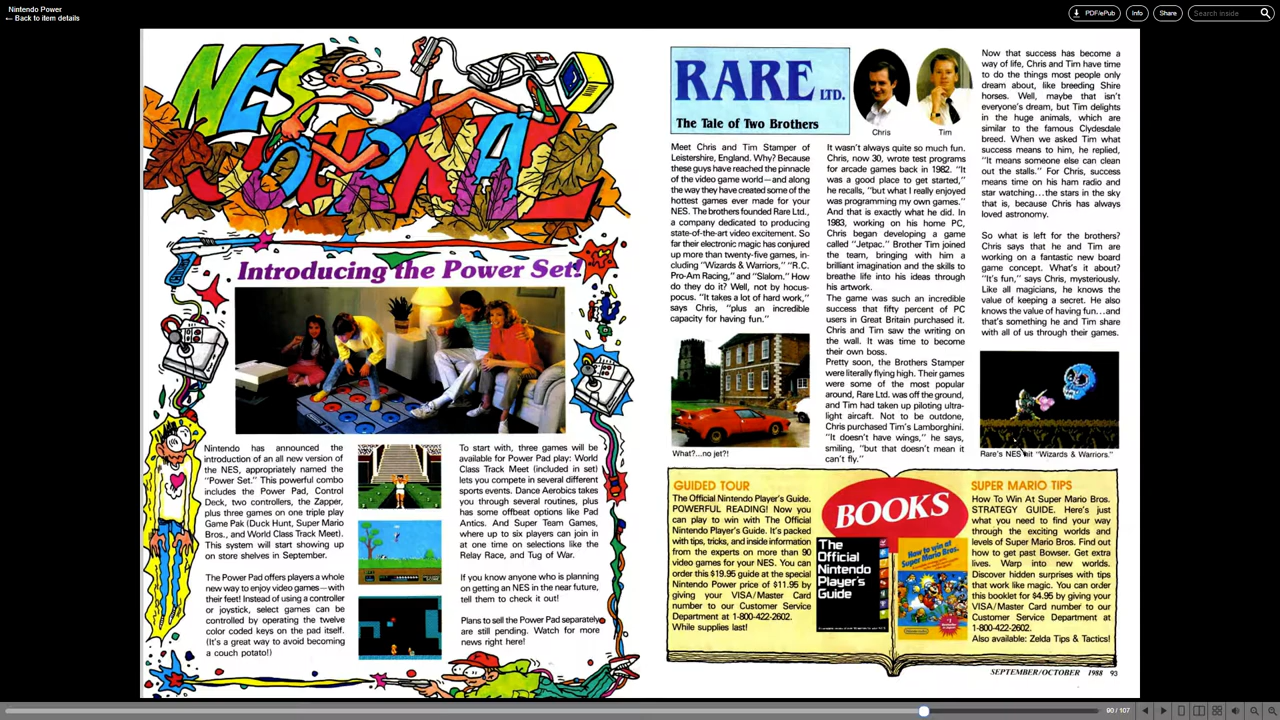 Nintendo Power
← Back to item details
PDF/ePub
Info
Share
Search inside
NES
JOURNAL
Introducing the Power Set!
Nintendo has announced the
introduction of an all new version of
the NES, appropriately named the
"Power Set." This powerful combo
includes the Power Pad, Control
Deck, two controllers, the Zapper,
plus three games on one triple play
Game Pak (Duck Hunt, Super Mario
Bros., and World Class Track Meet).
This system will start showing up
on store shelves in September.
The Power Pad offers players a whole
new way to enjoy video games—with
their feet! Instead of using a controller
or joystick, select games can be
controlled by operating the twelve
color coded keys on the pad itself.
(It's a great way to avoid becoming
a couch potato!)
To start with, three games will be
available for Power Pad play: World
Class Track Meet (included in set)
lets you compete in several different
sports events. Dance Aerobics takes
you through several routines, plus
has some offbeat options like Pad
Antics. And Super Team Games,
where up to six players can join in
at one time on selections like the
Relay Race, and Tug of War.
If you know anyone who is planning
on getting an NES in the near future,
tell them to check it out!
Plans to sell the Power Pad separately
are still pending. Watch for more
news right here!
RARE LTD.
The Tale of Two Brothers
Chris
Tim
Meet Chris and Tim Stamper of
Leistershire, England. Why? Because
these guys have reached the pinnacle
of the video game world—and along
the way they have created some of the
hottest games ever made for your
NES. The brothers founded Rare Ltd.,
a company dedicated to producing
state-of-the-art video excitement. So
far their electronic magic has conjured
up more than twenty-five games, in-
cluding "Wizards & Warriors," "R.C.
Pro-Am Racing," and "Slalom." How
do they do it? Well, not by hocus-
pocus. "It takes a lot of hard work,"
says Chris, "plus an incredible
capacity for having fun."
What?...no jet?!
It wasn't always quite so much fun.
Chris, now 30, wrote test programs
for arcade games back in 1982. "It
was a good place to get started,"
he recalls, "but what I really enjoyed
was programming my own games."
And that is exactly what he did. In
1983, working on his home PC,
Chris began developing a game
called "Jetpac." Brother Tim joined
the team, bringing with him a
brilliant imagination and the skills to
breathe life into his ideas through
his artwork.
The game was such an incredible
success that fifty percent of PC
users in Great Britain purchased it.
Chris and Tim saw the writing on
the wall. It was time to become
their own boss.
Pretty soon, the Brothers Stamper
were literally flying high. Their games
were some of the most popular
around, Rare Ltd. was off the ground,
and Tim had taken up piloting ultra-
light aircaft. Not to be outdone,
Chris purchased Tim's Lamborghini.
"It doesn't have wings," he says,
smiling, "but that doesn't mean it
can't fly."
Now that success has become a
way of life, Chris and Tim have time
to do the things most people only
dream about, like breeding Shire
horses. Well, maybe that isn't
everyone's dream, but Tim delights
in the huge animals, which are
similar to the famous Clydesdale
breed. When we asked Tim what
success means to him, he replied,
"It means someone else can clean
out the stalls." For Chris, success
means time on his ham radio and
star watching...the stars in the sky
that is, because Chris has always
loved astronomy.
So what is left for the brothers?
Chris says that he and Tim are
working on a fantastic new board
game concept. What's it about?
"It's fun," says Chris, mysteriously.
Like all magicians, he knows the
value of keeping a secret. He also
knows the value of having fun...and
that's something he and Tim share
with all of us through their games.
Rare's NES hit "Wizards & Warriors."
GUIDED TOUR
The Official Nintendo Player's Guide.
POWERFUL READING! Now you
can play to win with The Official
Nintendo Player's Guide. It's packed
with tips, tricks, and inside information
from the experts on more than 90
video games for your NES. You can
order this $19.95 guide at the special
Nintendo Power price of $11.95 by
giving your VISA/Master Card
number to our Customer Service
Department at 1-800-422-2602.
While supplies last!
BOOKS
The
Official
Nintendo
Player's
Guide
How to win at
Super Mario Bros.
SUPER MARIO TIPS
How To Win At Super Mario Bros.
STRATEGY GUIDE. Here's just
what you need to find your way
through the exciting worlds and
levels of Super Mario Bros. Find out
how to get past Bowser. Get extra
lives. Warp into new worlds.
Discover hidden surprises with tips
that work like magic. You can order
this booklet for $4.95 by giving your
VISA/Master Card number to our
Customer Service Department at
1-800-422-2602.
Also available: Zelda Tips & Tactics!
SEPTEMBER/OCTOBER 1988 93
90 / 107